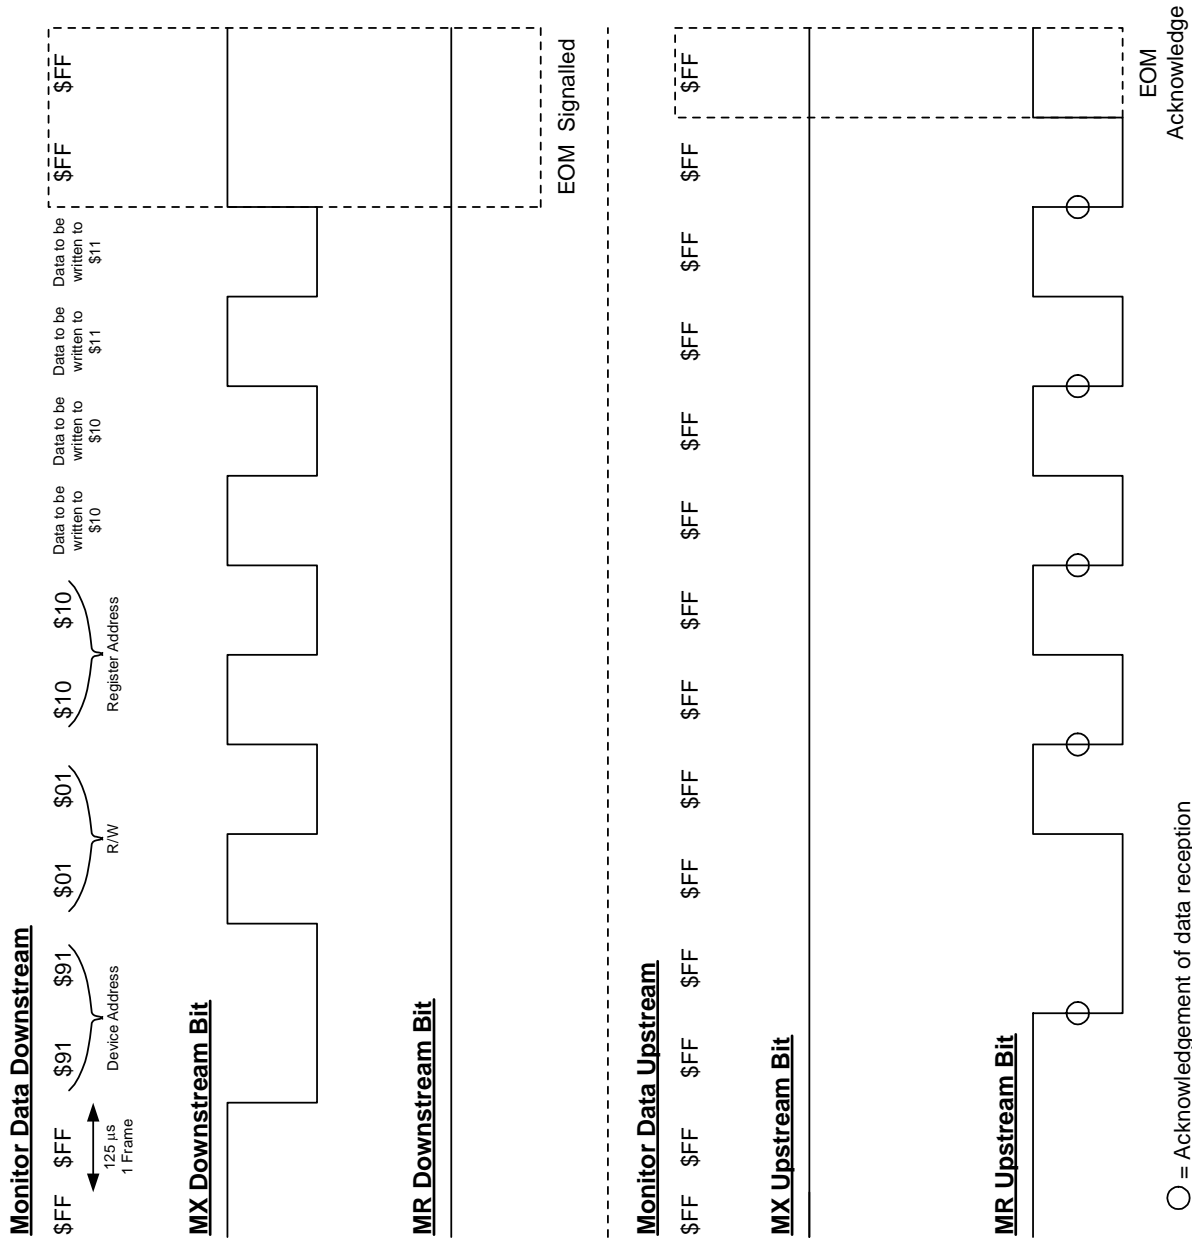 Monitor Data Downstream
$FF $FF $91 $91 $01 $01 $10 $10
Data to be
written to
$10
Data to be
written to
$10
Data to be
written to
$11
Data to be
written to
$11
$FF $FF
125 µs
1 Frame
Device Address
R/W
Register Address
MX Downstream Bit
MR Downstream Bit
EOM Signalled
Monitor Data Upstream
$FF $FF $FF $FF $FF $FF $FF $FF $FF $FF $FF $FF $FF $FF
MX Upstream Bit
MR Upstream Bit
EOM
Acknowledge
= Acknowledgement of data reception